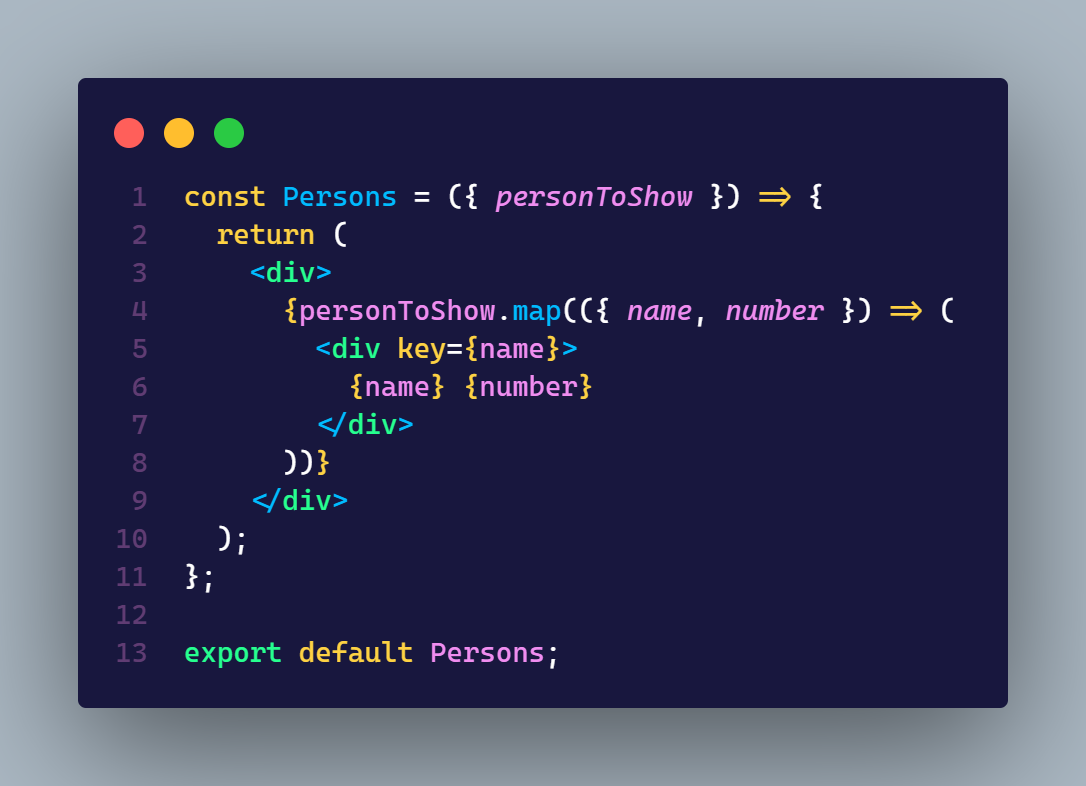 1 const Persons = ({ personToShow }) => {
2   return (
3     <div>
4       {personToShow.map(({ name, number }) => (
5         <div key={name}>
6           {name} {number}
7         </div>
8       ))}
9     </div>
10   );
11 };
12
13 export default Persons;